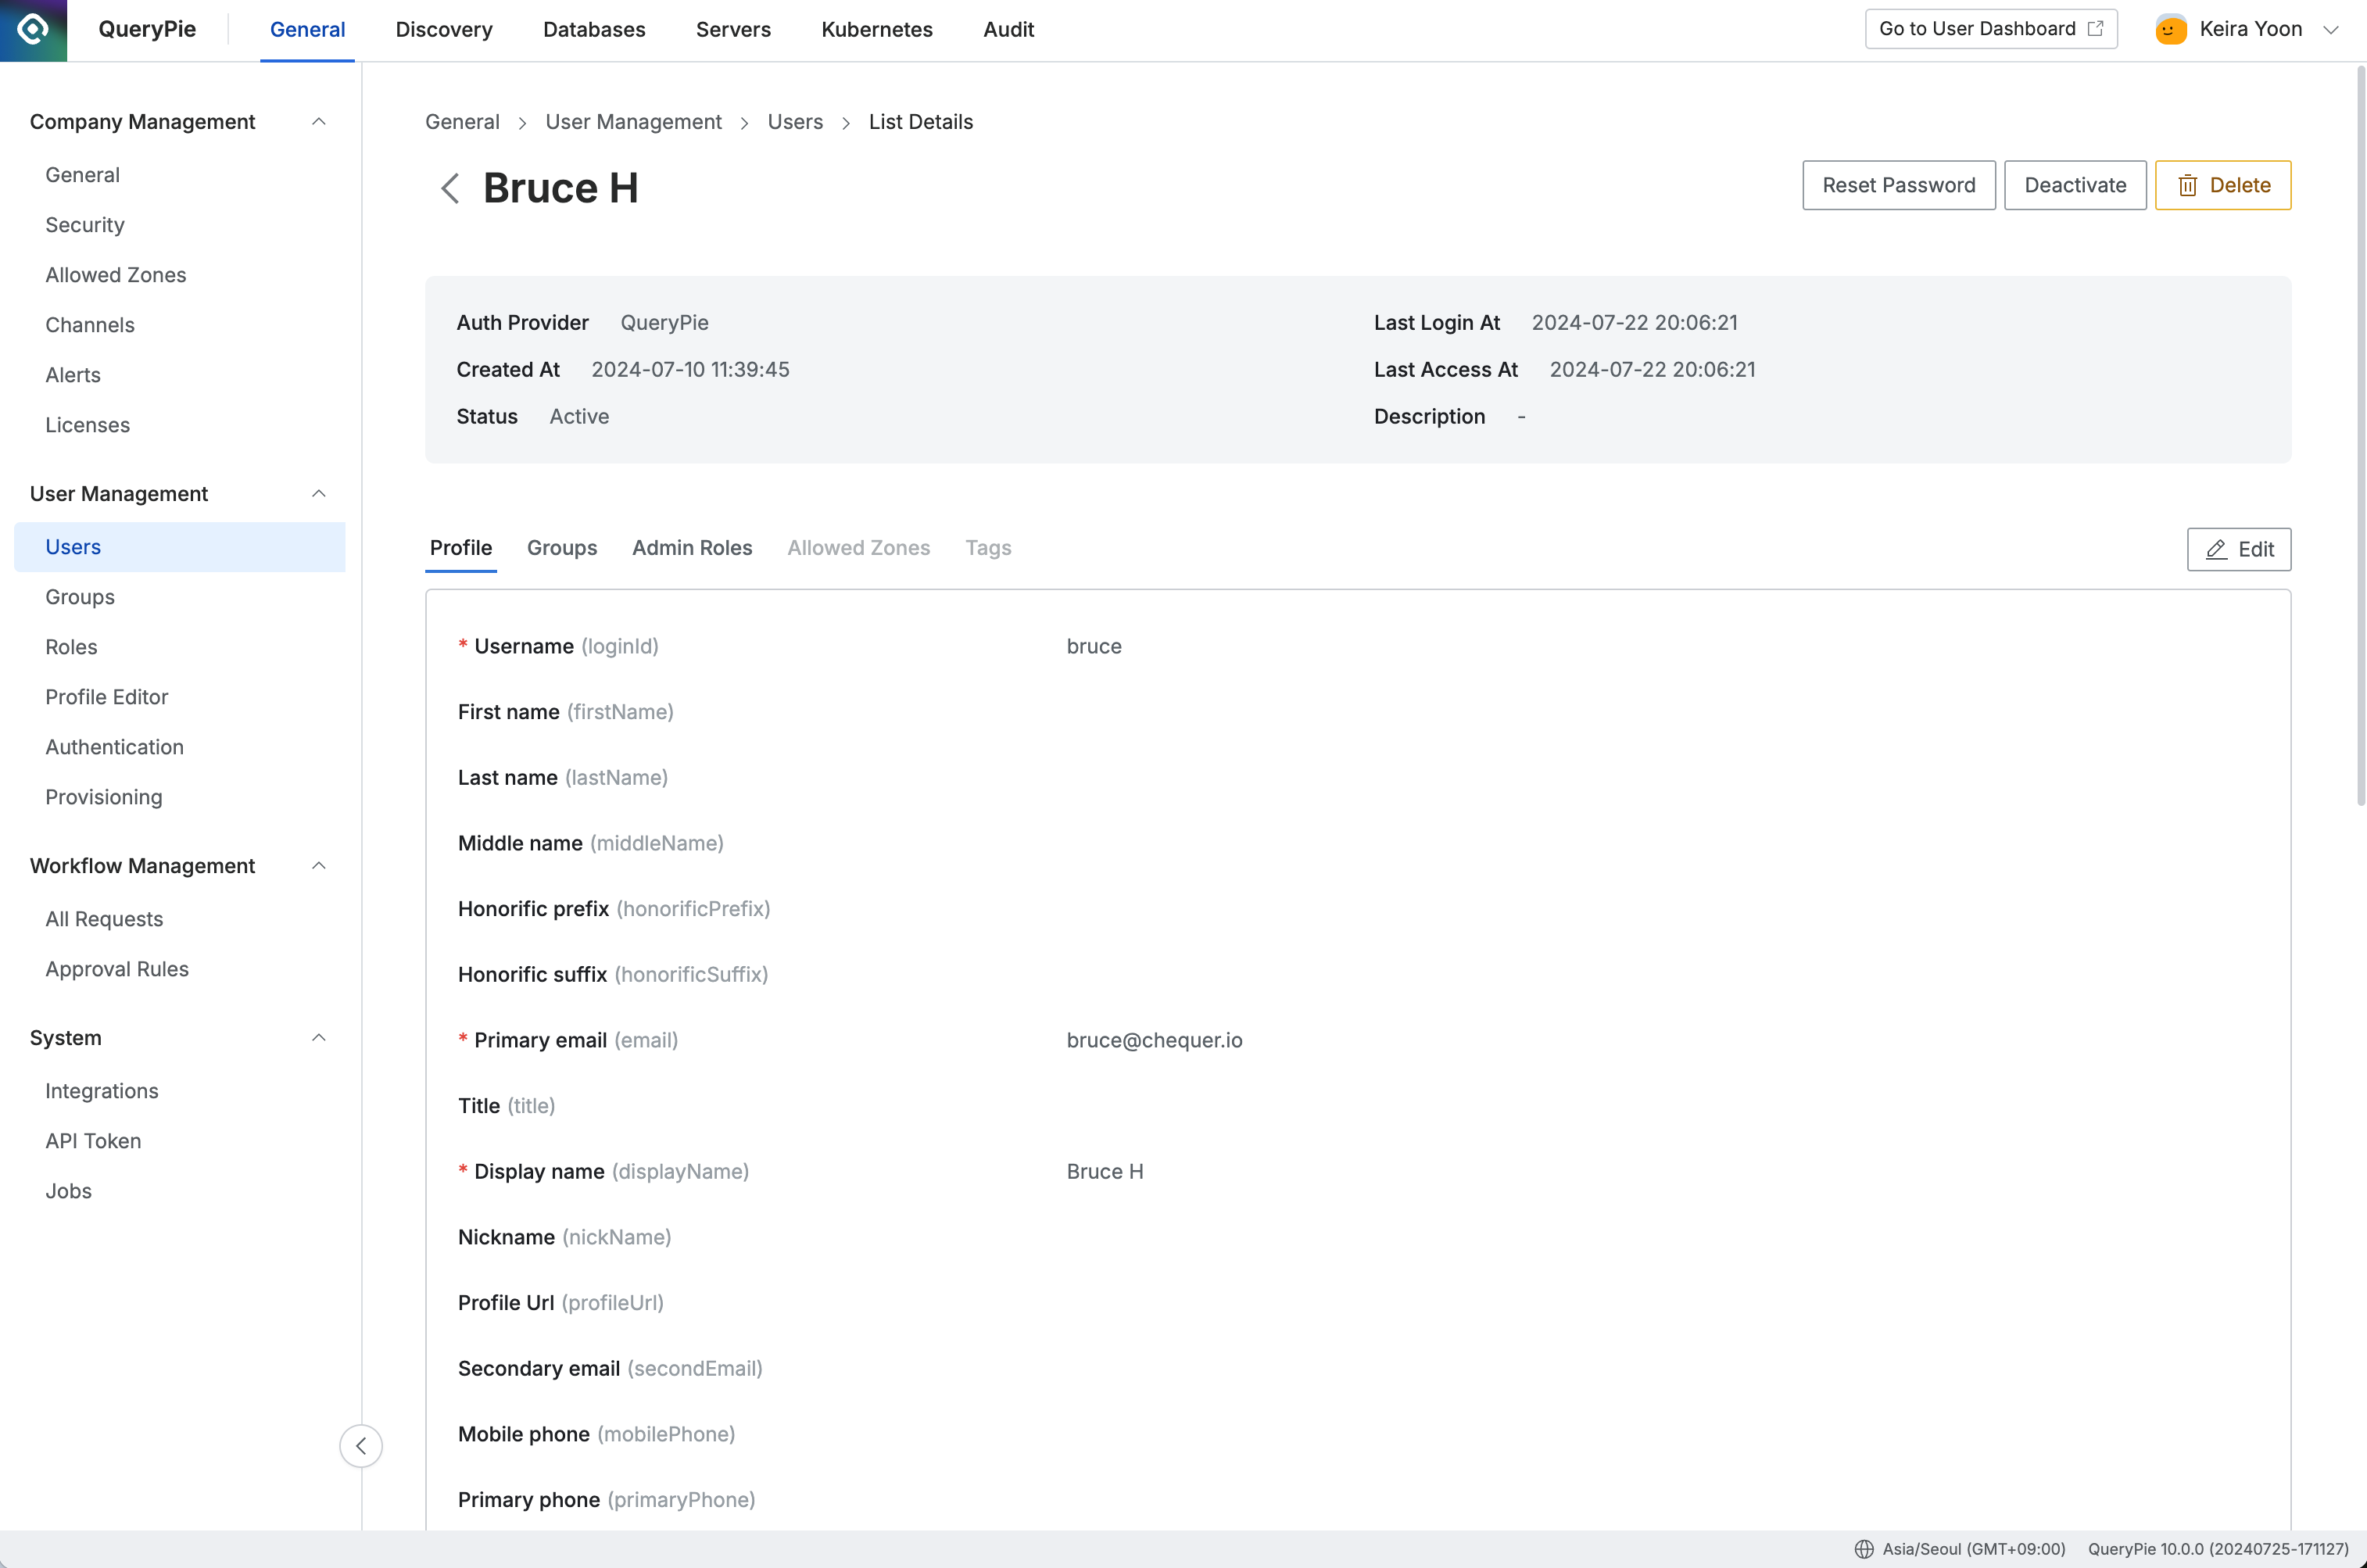 QueryPie General Discovery Databases Servers Kubernetes Audit Go to User Dashboard Keira Yoon
Company Management
General
Security
Allowed Zones
Channels
Alerts
Licenses
User Management
Users
Groups
Roles
Profile Editor
Authentication
Provisioning
Workflow Management
All Requests
Approval Rules
System
Integrations
API Token
Jobs
General > User Management > Users > List Details
Bruce H
Reset Password Deactivate Delete
Auth Provider QueryPie
Created At 2024-07-10 11:39:45
Status Active
Last Login At 2024-07-22 20:06:21
Last Access At 2024-07-22 20:06:21
Description -
Profile Groups Admin Roles Allowed Zones Tags Edit
* Username (loginId) bruce
First name (firstName)
Last name (lastName)
Middle name (middleName)
Honorific prefix (honorificPrefix)
Honorific suffix (honorificSuffix)
* Primary email (email) bruce@chequer.io
Title (title)
* Display name (displayName) Bruce H
Nickname (nickName)
Profile Url (profileUrl)
Secondary email (secondEmail)
Mobile phone (mobilePhone)
Primary phone (primaryPhone)
Asia/Seoul (GMT+09:00) QueryPie 10.0.0 (20240725-171127)